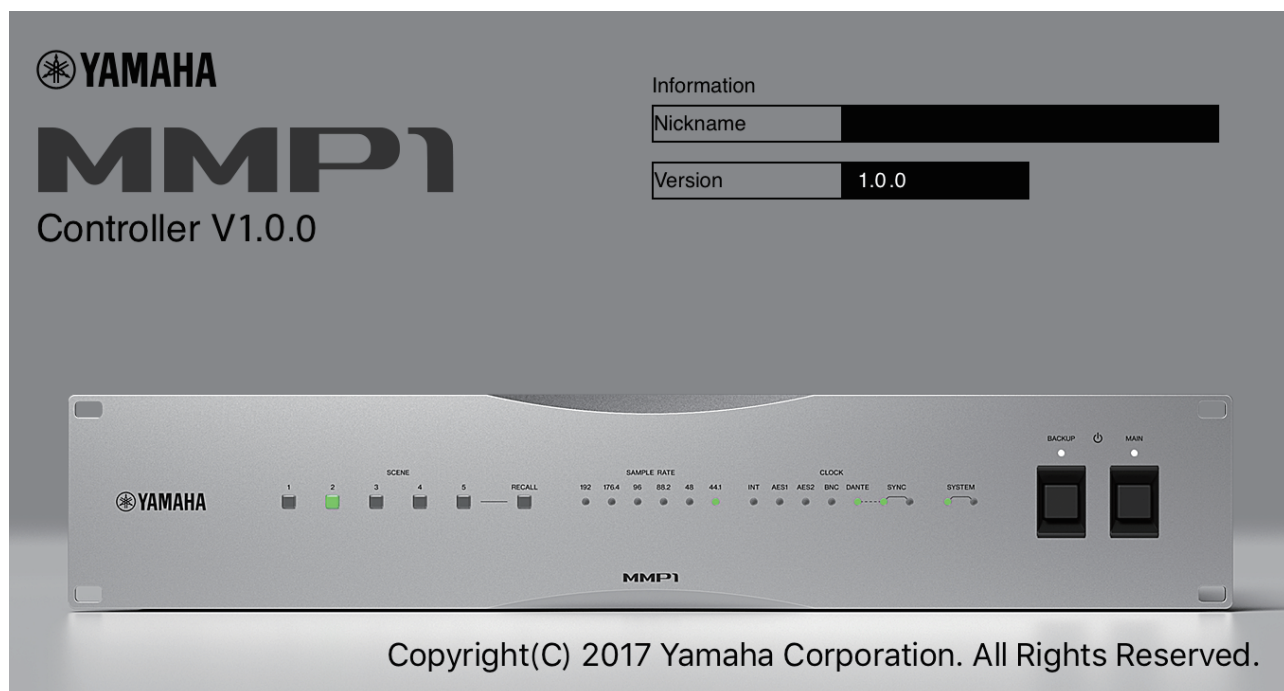 YAMAHA
MMP1
Controller V1.0.0
Information
Nickname
Version 1.0.0
BACKUP MAIN
SCENE SAMPLE RATE CLOCK
1 2 3 4 5 RECALL 192 176.4 96 88.2 48 44.1 INT AES1 AES2 BNC DANTE SYNC SYSTEM
YAMAHA
MMP1
Copyright(C) 2017 Yamaha Corporation. All Rights Reserved.